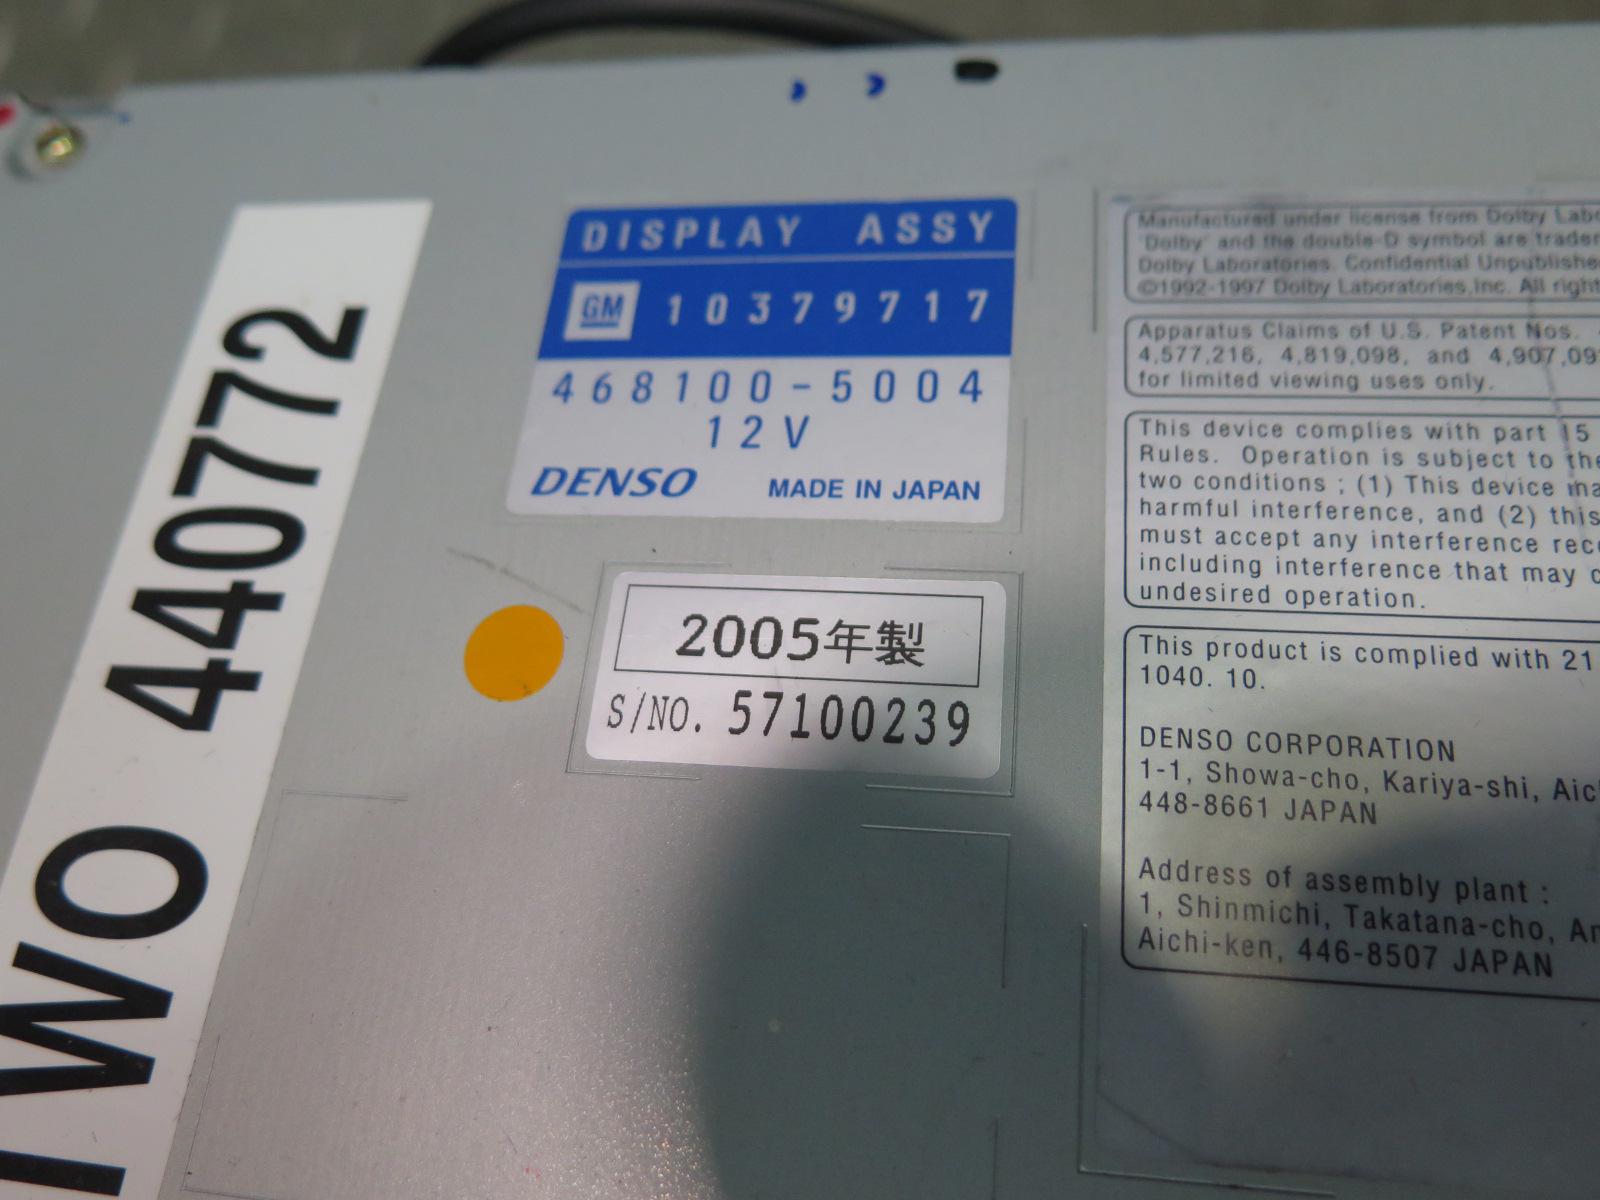 TWO 440772
DISPLAY ASSY
GM 10379717
468100-5004
12V
DENSO MADE IN JAPAN
2005年製
S/NO. 57100239
Manufactured under license from Dolby
"Dolby" and the double-D symbol are
Dolby Laboratories. Confidential
©1992-1997 Dolby Laboratories,Inc. All
Apparatus Claims of U.S. Patent Nos.
4,577,216, 4,819,098, and
for limited viewing uses only.
This device complies with part 15
Rules. Operation is subject to the
two conditions ; (1) This device
harmful interference, and (2) this
must accept any interference
including interference that may
undesired operation.
This product is complied with 21
1040. 10.
DENSO CORPORATION
1-1, Showa-cho, Kariya-shi,
448-8661 JAPAN
Address of assembly plant :
1, Shinmichi, Takatana-cho,
Aichi-ken, 446-8507 JAPAN